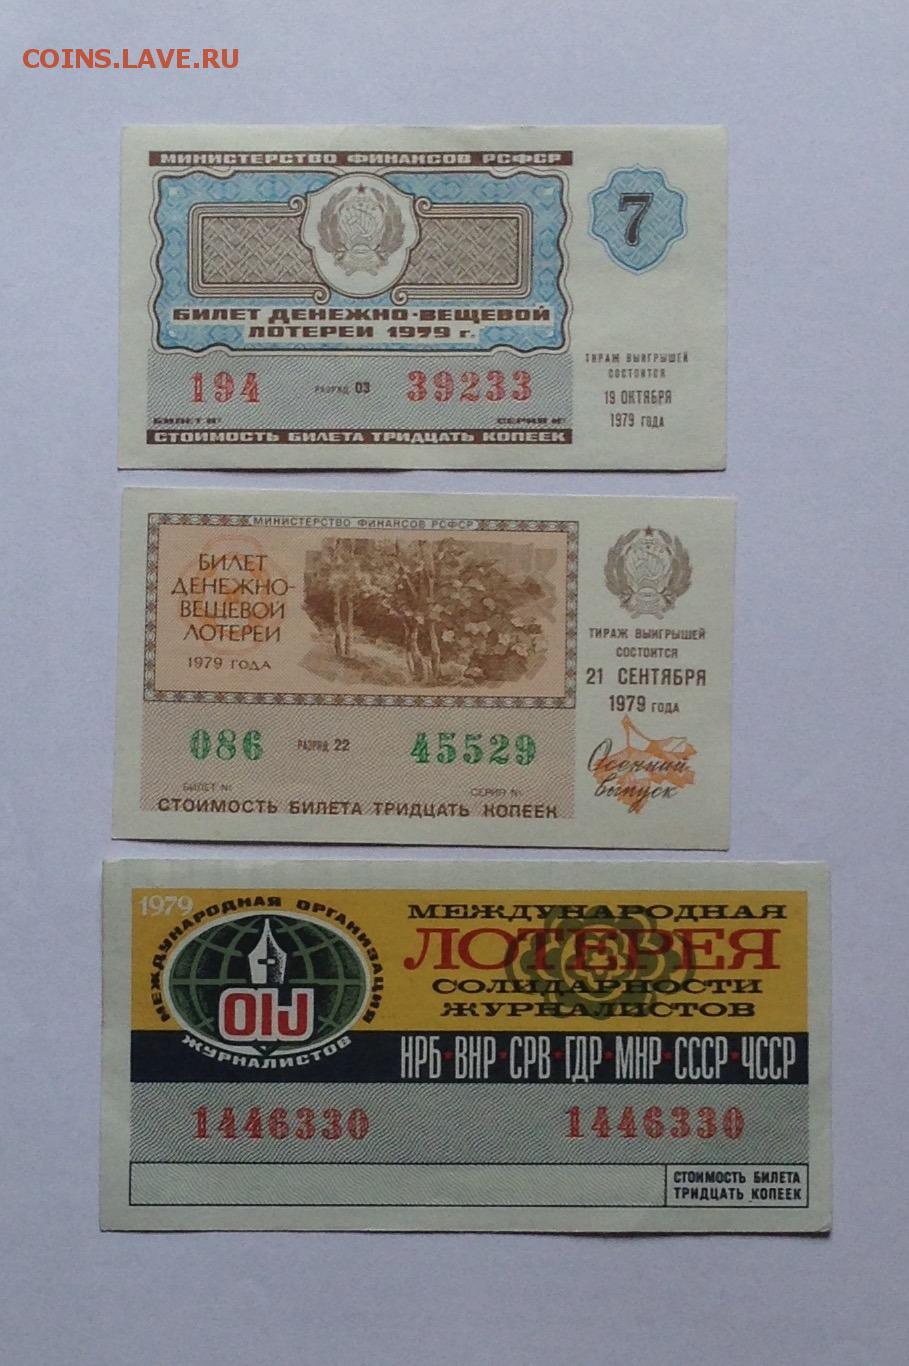 COINS.LAVE.RU
МИНИСТЕРСТВО ФИНАНСОВ РСФСР
7
БИЛЕТ ДЕНЕЖНО-ВЕЩЕВОЙ
ЛОТЕРЕИ 1979 г.
194 РАЗРЯД 03 39233
БИЛЕТ № СЕРИЯ №
СТОИМОСТЬ БИЛЕТА ТРИДЦАТЬ КОПЕЕК
ТИРАЖ ВЫИГРЫШЕЙ
СОСТОИТСЯ
19 ОКТЯБРЯ
1979 ГОДА
МИНИСТЕРСТВО ФИНАНСОВ РСФСР
БИЛЕТ
ДЕНЕЖНО-
ВЕЩЕВОЙ
ЛОТЕРЕИ
1979 ГОДА
086 РАЗРЯД 22 45529
БИЛЕТ № СЕРИЯ №
СТОИМОСТЬ БИЛЕТА ТРИДЦАТЬ КОПЕЕК
ТИРАЖ ВЫИГРЫШЕЙ
СОСТОИТСЯ
21 СЕНТЯБРЯ
1979 ГОДА
Осенний
выпуск
1979
МЕЖДУНАРОДНАЯ ОРГАНИЗАЦИЯ
OIJ
ЖУРНАЛИСТОВ
МЕЖДУНАРОДНАЯ
ЛОТЕРЕЯ
СОЛИДАРНОСТИ
ЖУРНАЛИСТОВ
НРБ•ВНР•СРВ•ГДР•МНР•СССР•ЧССР
1446330 1446330
СТОИМОСТЬ БИЛЕТА
ТРИДЦАТЬ КОПЕЕК